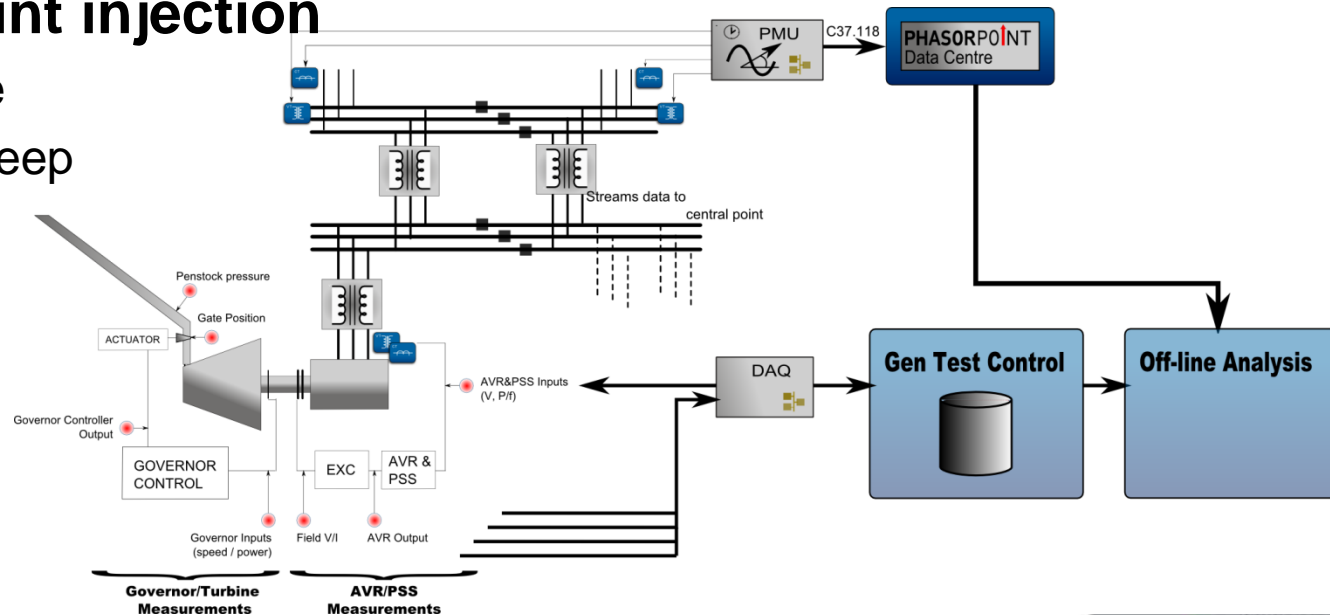 int injection
PMU
C37.118
PHASORPOINT
Data Centre
eep
Streams data to
central point
Penstock pressure
Gate Position
ACTUATOR
Gen Test Control
Off-line Analysis
DAQ
AVR&PSS Inputs
(V, P/f)
Governor Controller
Output
GOVERNOR
CONTROL
EXC
AVR &
PSS
Governor Inputs
(speed / power)
Field V/I
AVR Output
Governor/Turbine
Measurements
AVR/PSS
Measurements